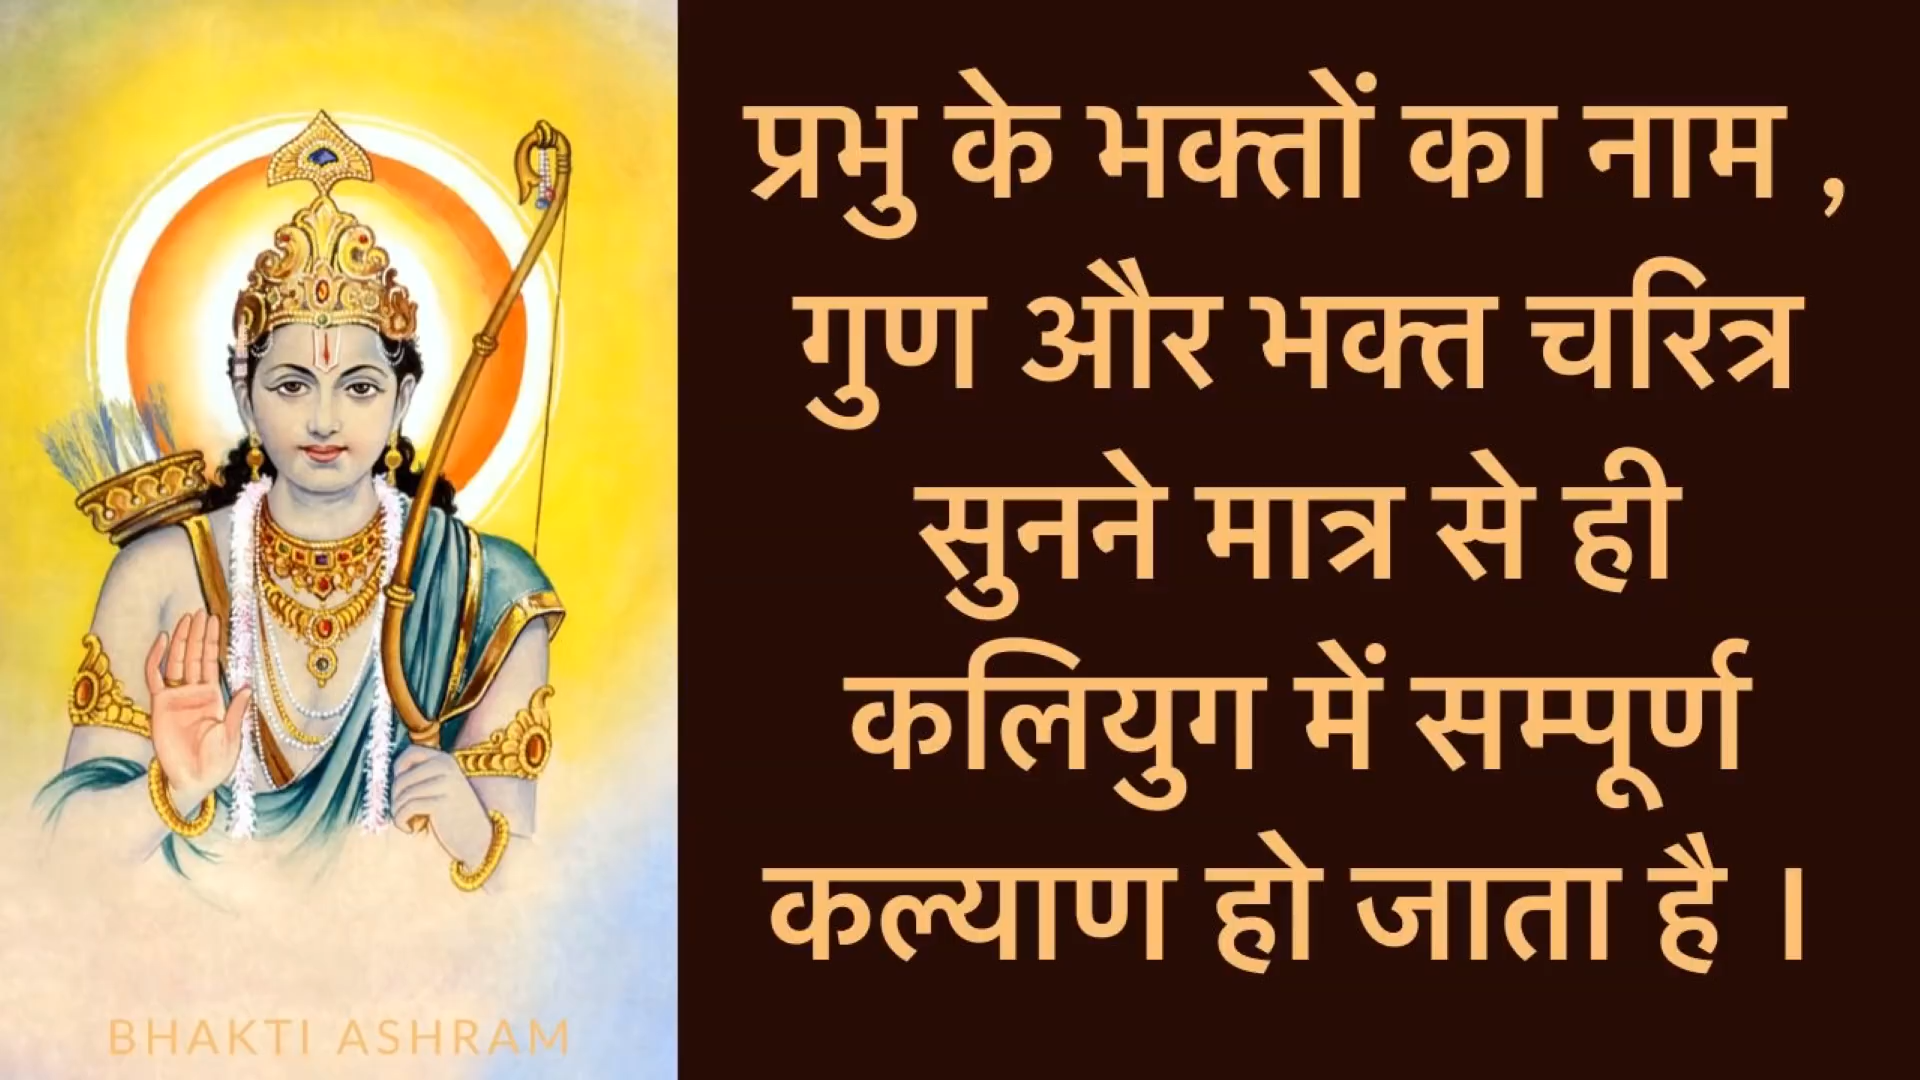 प्रभु के भक्तों का नाम ,
गुण और भक्त चरित्र
सुनने मात्र से ही
कलियुग में सम्पूर्ण
कल्याण हो जाता है ।
BHAKTI ASHRAM